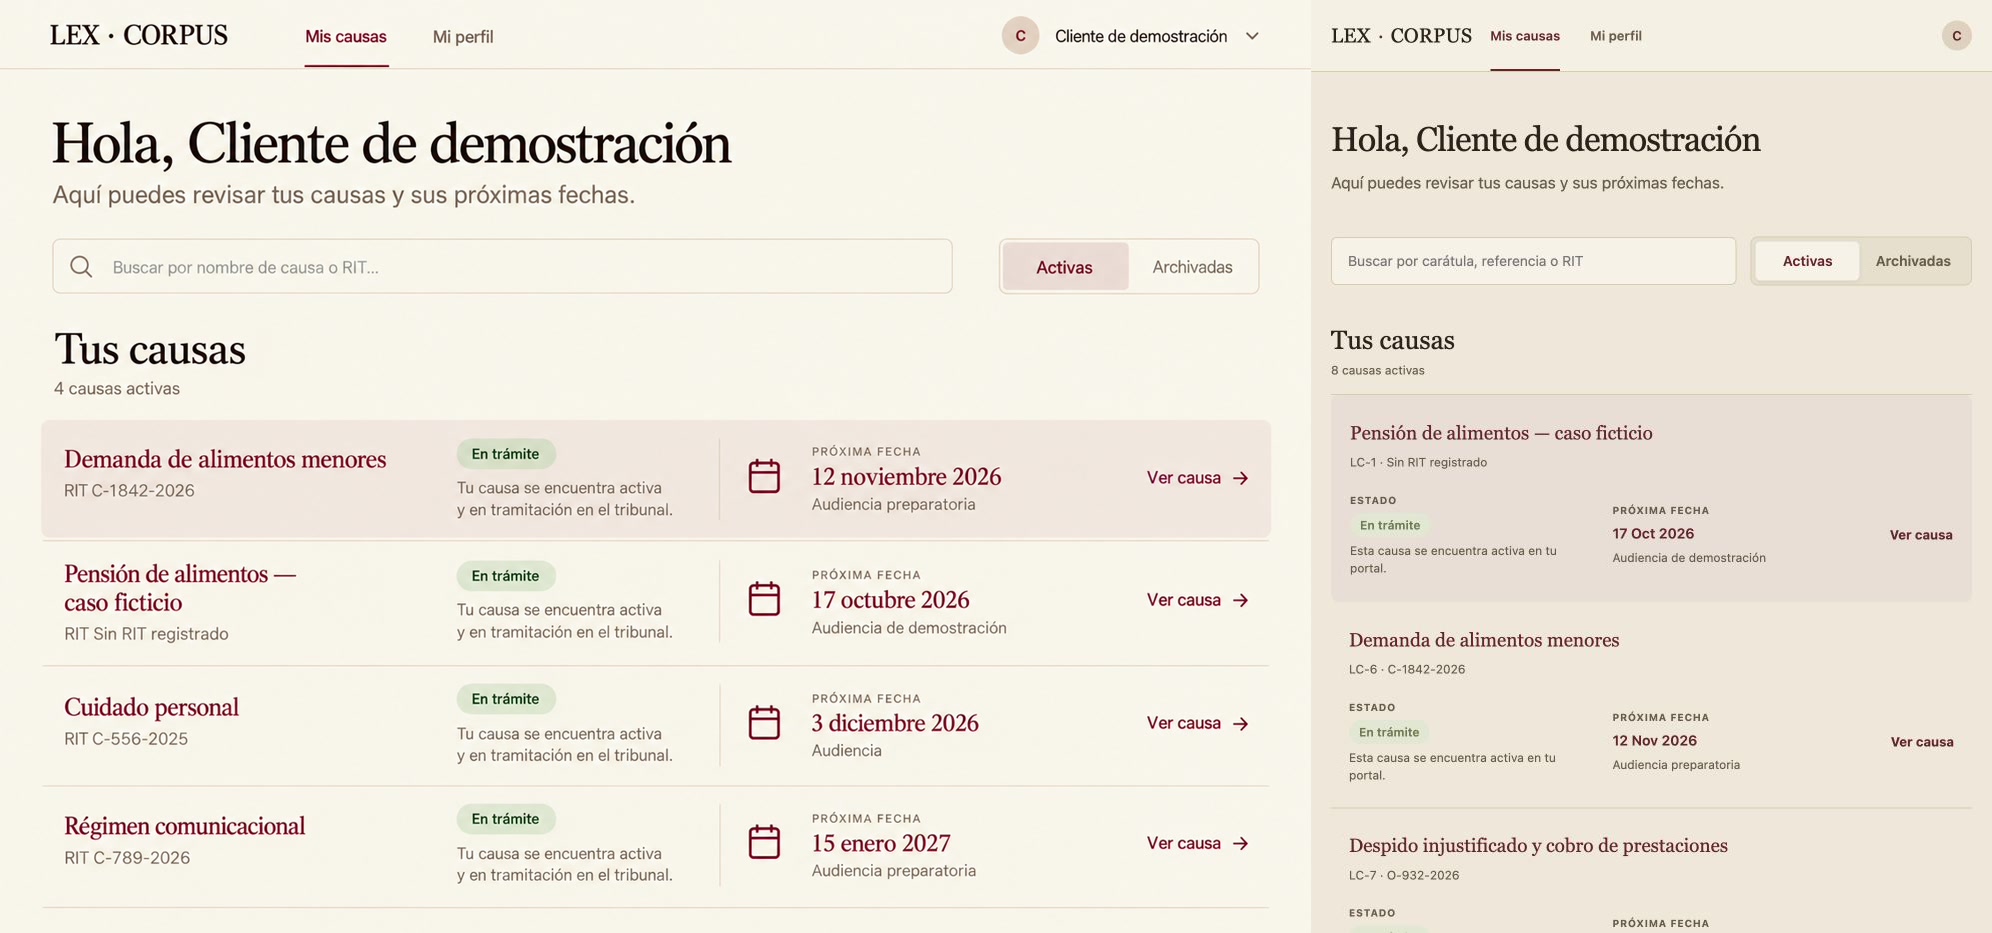 LEX · CORPUS
Mis causas
Mi perfil
C
Cliente de demostración
Hola, Cliente de demostración
Aquí puedes revisar tus causas y sus próximas fechas.
Buscar por nombre de causa o RIT...
Activas
Archivadas
Tus causas
4 causas activas
Demanda de alimentos menores
RIT C-1842-2026
En trámite
Tu causa se encuentra activa
y en tramitación en el tribunal.
PRÓXIMA FECHA
12 noviembre 2026
Audiencia preparatoria
Ver causa →
Pensión de alimentos —
caso ficticio
RIT Sin RIT registrado
En trámite
Tu causa se encuentra activa
y en tramitación en el tribunal.
PRÓXIMA FECHA
17 octubre 2026
Audiencia de demostración
Ver causa →
Cuidado personal
RIT C-556-2025
En trámite
Tu causa se encuentra activa
y en tramitación en el tribunal.
PRÓXIMA FECHA
3 diciembre 2026
Audiencia
Ver causa →
Régimen comunicacional
RIT C-789-2026
En trámite
Tu causa se encuentra activa
y en tramitación en el tribunal.
PRÓXIMA FECHA
15 enero 2027
Audiencia preparatoria
Ver causa →
LEX · CORPUS
Mis causas
Mi perfil
C
Hola, Cliente de demostración
Aquí puedes revisar tus causas y sus próximas fechas.
Buscar por carátula, referencia o RIT
Activas
Archivadas
Tus causas
8 causas activas
Pensión de alimentos — caso ficticio
LC-1 · Sin RIT registrado
ESTADO
En trámite
Esta causa se encuentra activa en tu
portal.
PRÓXIMA FECHA
17 Oct 2026
Audiencia de demostración
Ver causa
Demanda de alimentos menores
LC-6 · C-1842-2026
ESTADO
En trámite
Esta causa se encuentra activa en tu
portal.
PRÓXIMA FECHA
12 Nov 2026
Audiencia preparatoria
Ver causa
Despido injustificado y cobro de prestaciones
LC-7 · O-932-2026
ESTADO
PRÓXIMA FECHA